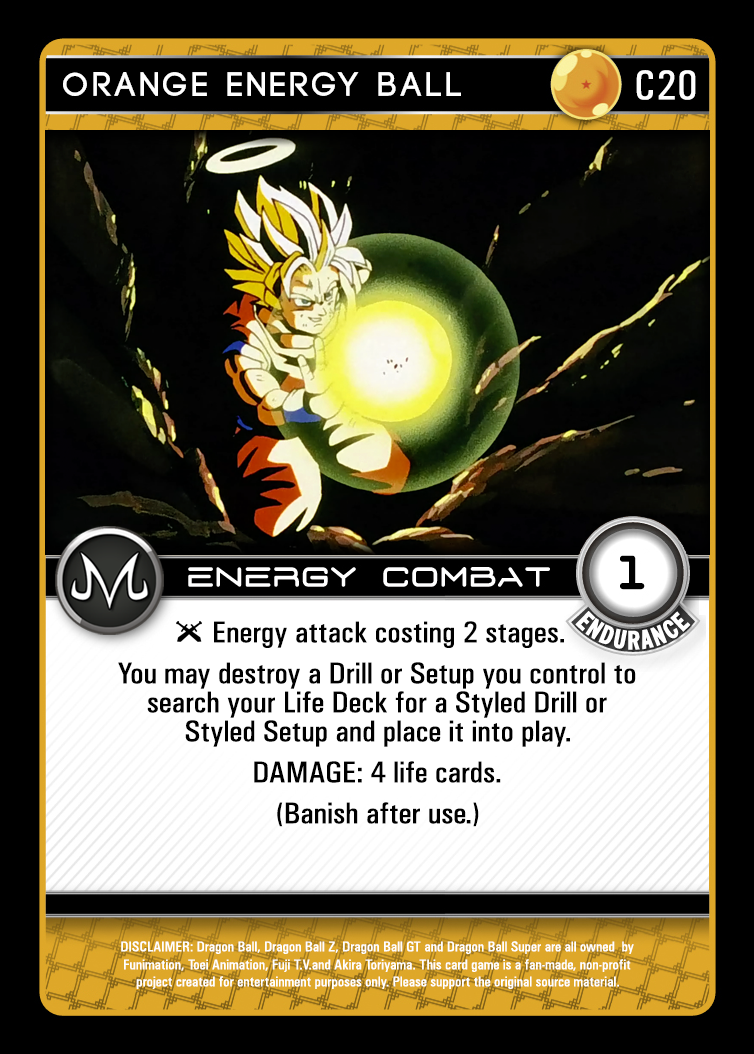 ORANGE ENERGY BALL
C20
ENERGY COMBAT
1
ENDURANCE
Energy attack costing 2 stages.
You may destroy a Drill or Setup you control to
search your Life Deck for a Styled Drill or
Styled Setup and place it into play.
DAMAGE: 4 life cards.
(Banish after use.)
DISCLAIMER: Dragon Ball, Dragon Ball Z, Dragon Ball GT and Dragon Ball Super are all owned by
Funimation, Toei Animation, Fuji T.V.and Akira Toriyama. This card game is a fan-made, non-profit
project created for entertainment purposes only. Please support the original source material.